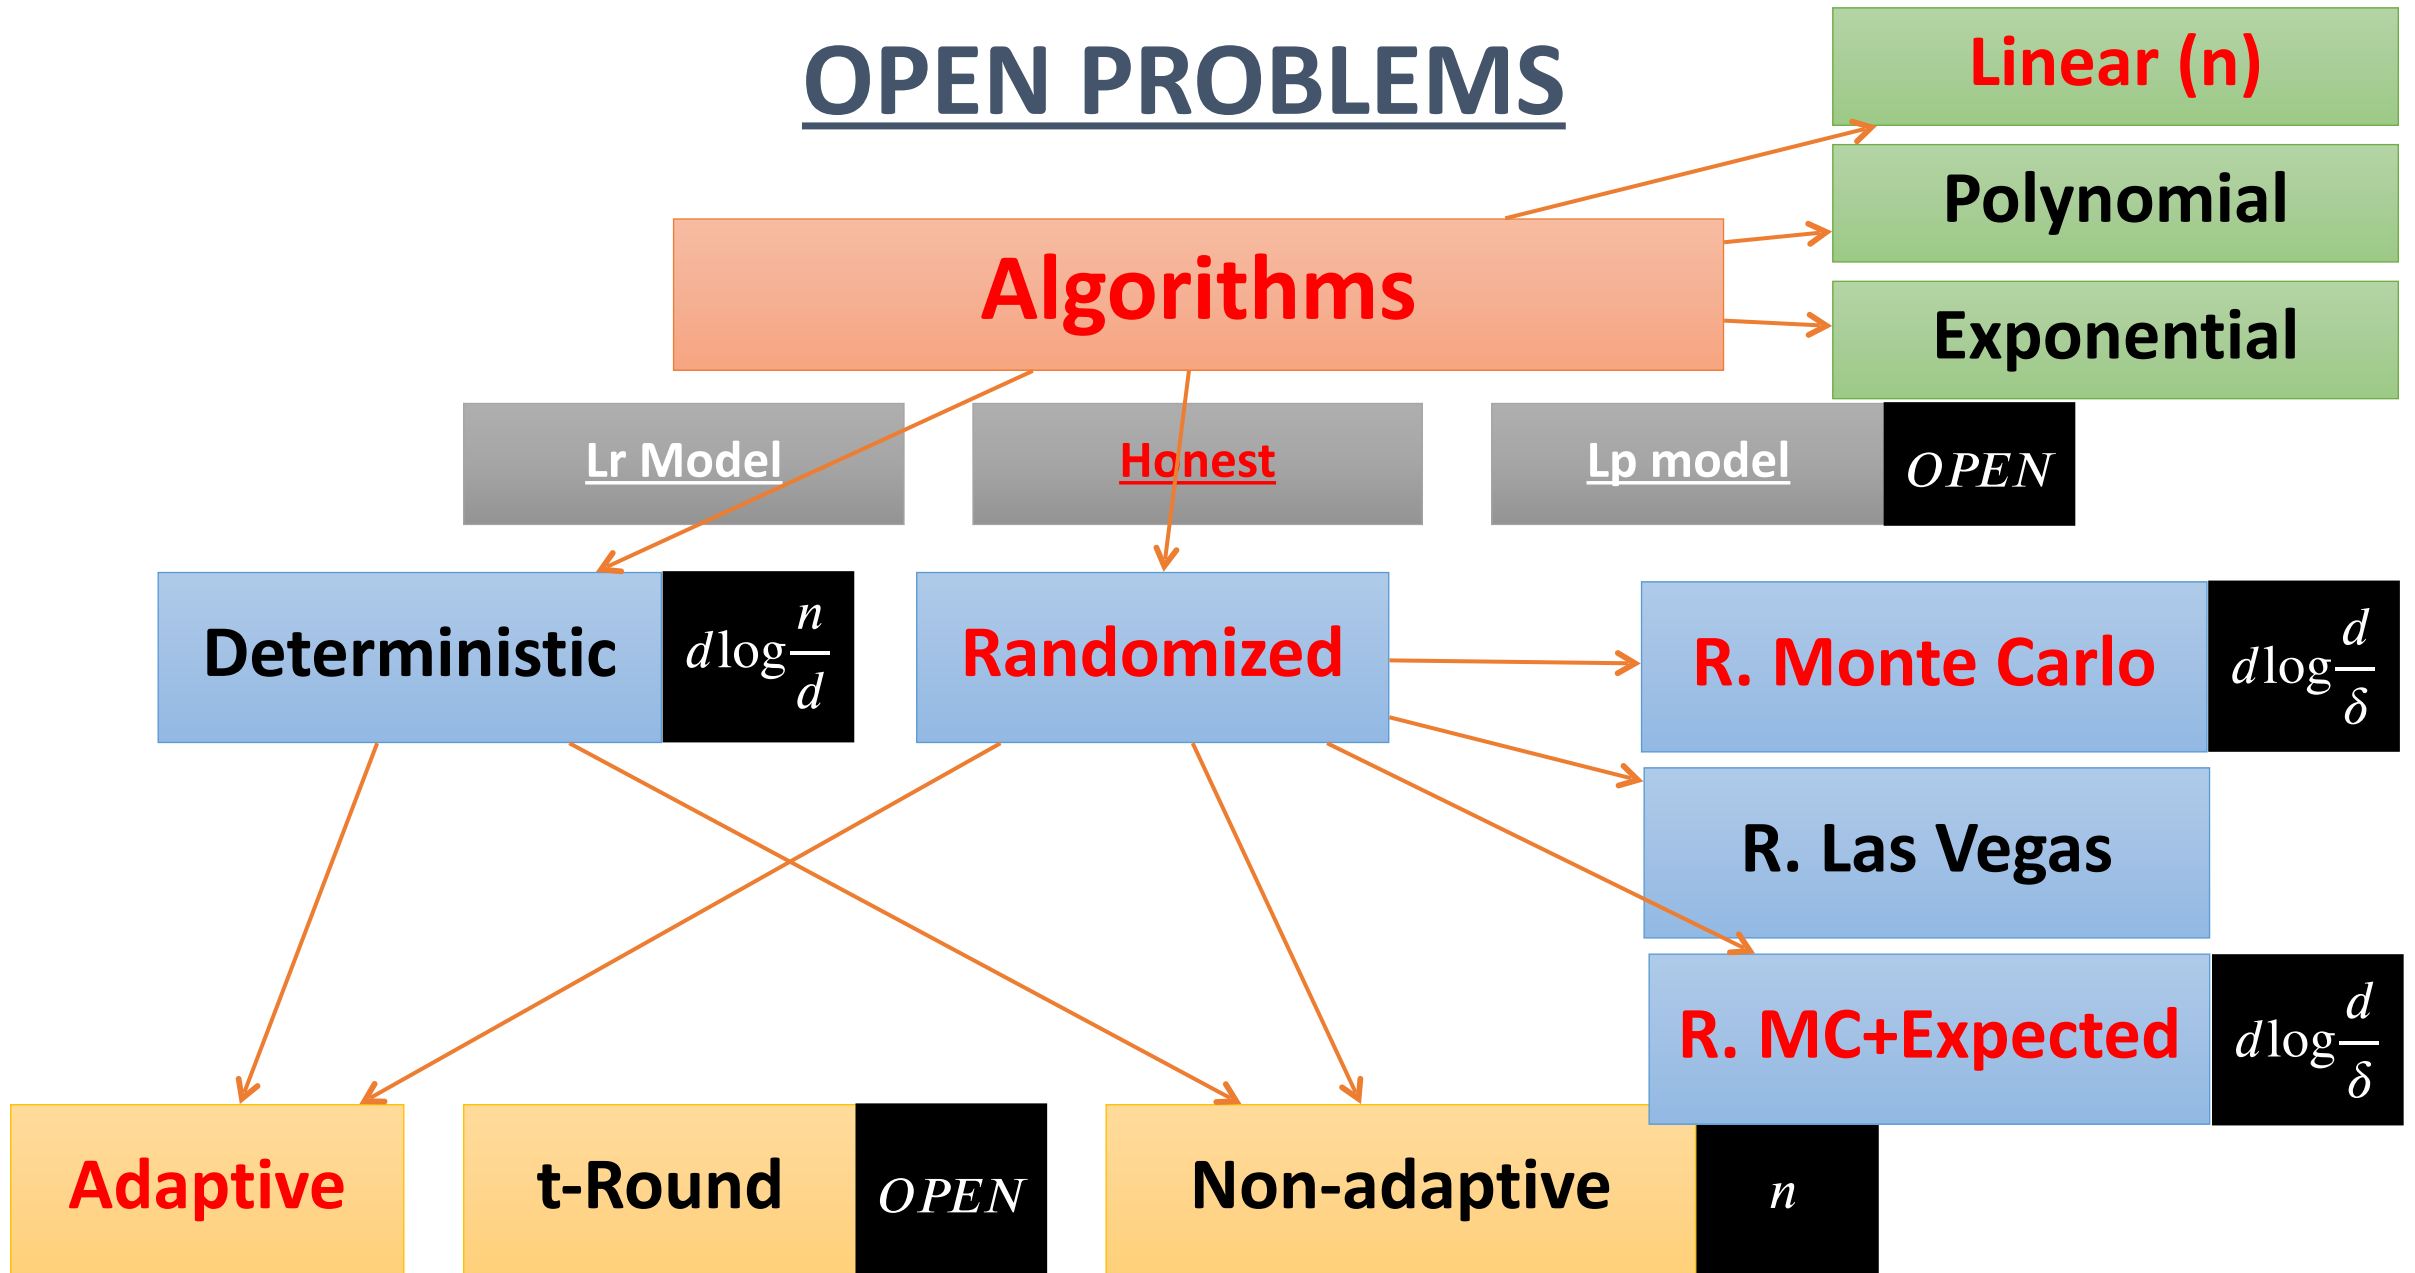 OPEN PROBLEMS
Linear (n)
Polynomial
Algorithms
Exponential
Lr Model
Honest
Lp model
OPEN
Deterministic
d log n/d
Randomized
R. Monte Carlo
d log d/δ
R. Las Vegas
R. MC+Expected
d log d/δ
Adaptive
t-Round
OPEN
Non-adaptive
n